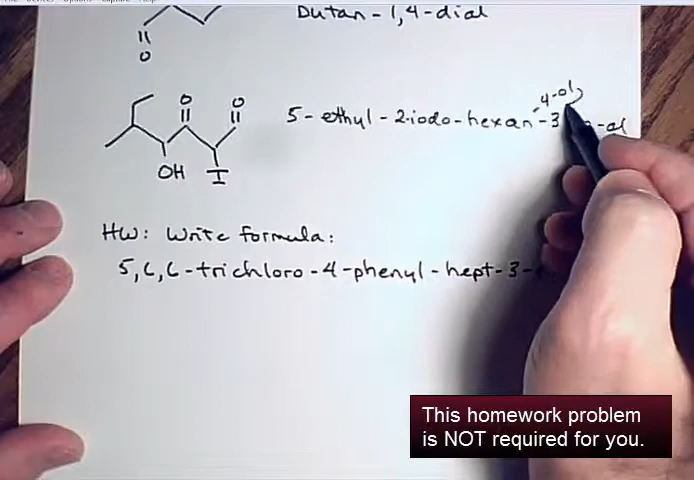 Butan-1,4-dial
O
O O
-4-ol
5-ethyl-2-iodo-hexan-3 -al
OH I
HW: Write formula:
5,6,6-trichloro-4-phenyl-hept-3-
This homework problem
is NOT required for you.